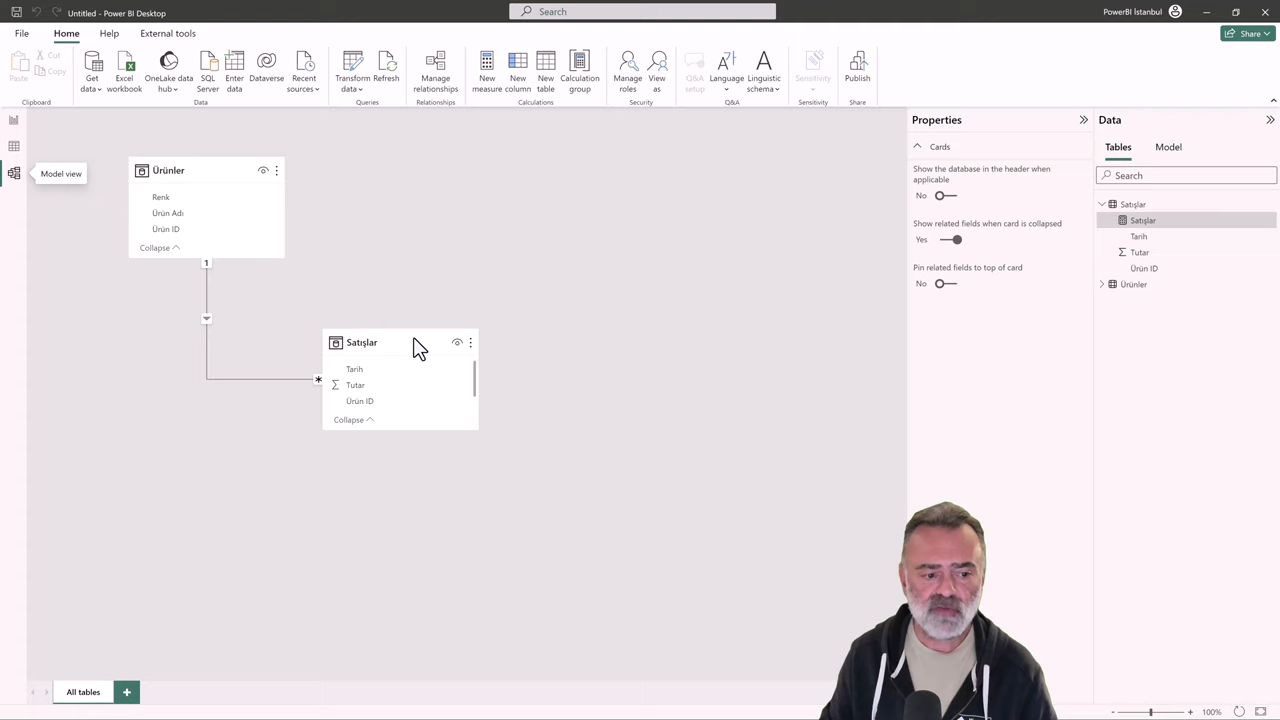 Untitled - Power BI Desktop
Search
PowerBI Istanbul
File
Home
Help
External tools
Share
Paste
Cut
Copy
Get data
Excel workbook
OneLake data hub
SQL Server
Enter data
Dataverse
Recent sources
Transform data
Refresh
Manage relationships
New measure
New column
New table
Calculation group
Manage roles
View as
Q&A setup
Language
Linguistic schema
Sensitivity
Publish
Clipboard
Data
Queries
Relationships
Calculations
Security
Q&A
Sensitivity
Share
Model view
Ürünler
Renk
Ürün Adı
Ürün ID
Collapse
1
Satışlar
Tarih
Σ Tutar
Ürün ID
Collapse
*
Properties
Cards
Show the database in the header when
applicable
No
Show related fields when card is collapsed
Yes
Pin related fields to top of card
No
Data
Tables
Model
Search
Satışlar
Satışlar
Tarih
Σ Tutar
Ürün ID
Ürünler
All tables
+
- + 100%